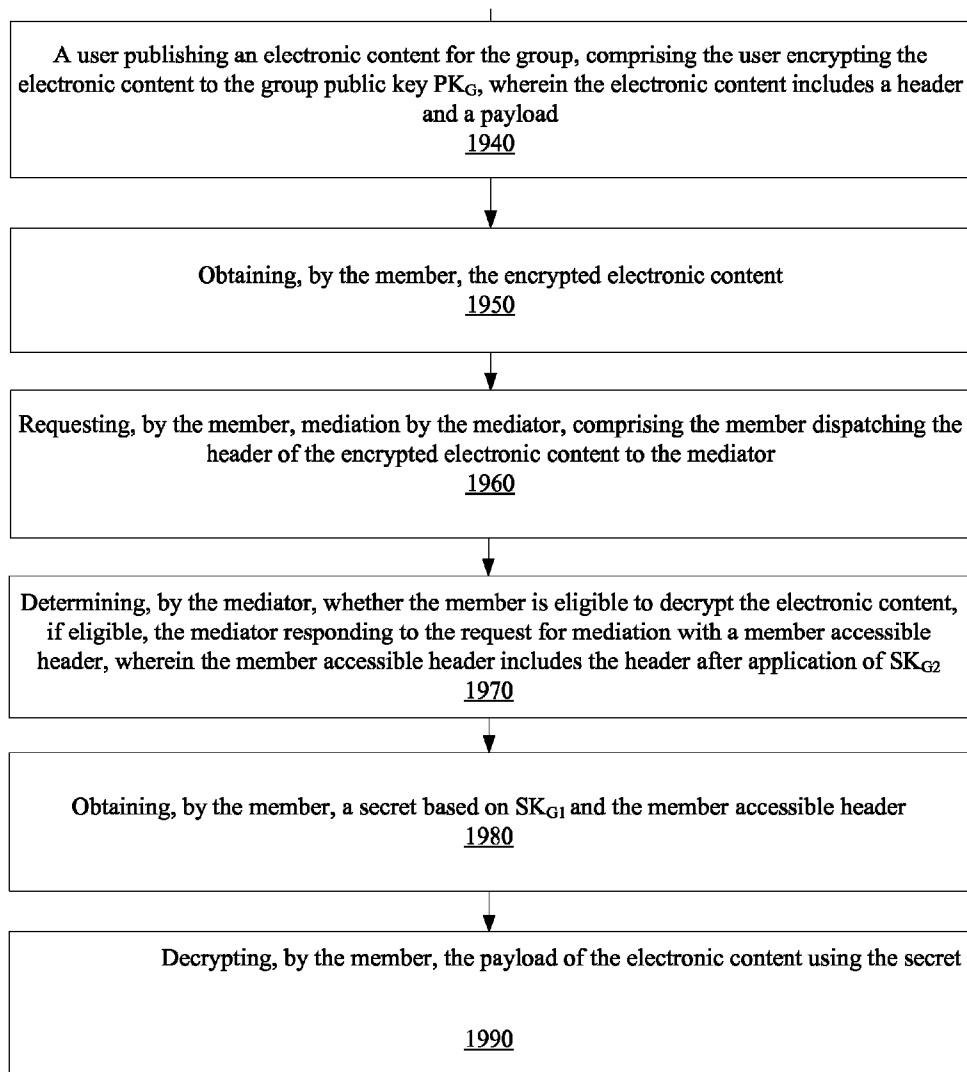 A user publishing an electronic content for the group, comprising the user encrypting the
electronic content to the group public key PKG, wherein the electronic content includes a header
and a payload
1940
Obtaining, by the member, the encrypted electronic content
1950
Requesting, by the member, mediation by the mediator, comprising the member dispatching the
header of the encrypted electronic content to the mediator
1960
Determining, by the mediator, whether the member is eligible to decrypt the electronic content,
if eligible, the mediator responding to the request for mediation with a member accessible
header, wherein the member accessible header includes the header after application of SKG2
1970
Obtaining, by the member, a secret based on SKG1 and the member accessible header
1980
Decrypting, by the member, the payload of the electronic content using the secret
1990